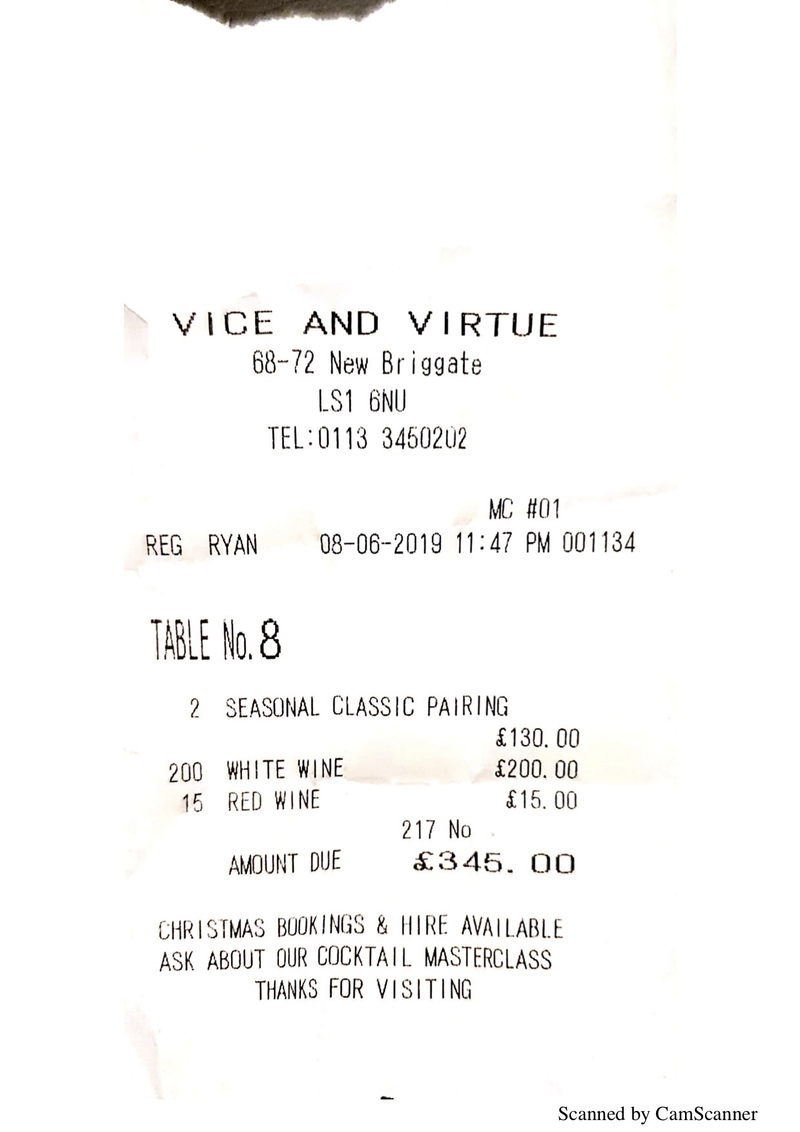 VICE AND VIRTUE
68-72 New Briggate
LS1 6NU
TEL:0113 3450202
MC #01
REG RYAN 08-06-2019 11:47 PM 001134
TABLE No. 8
2 SEASONAL CLASSIC PAIRING
£130.00
200 WHITE WINE £200.00
15 RED WINE £15.00
217 No
AMOUNT DUE £345.00
CHRISTMAS BOOKINGS & HIRE AVAILABLE
ASK ABOUT OUR COCKTAIL MASTERCLASS
THANKS FOR VISITING
Scanned by CamScanner